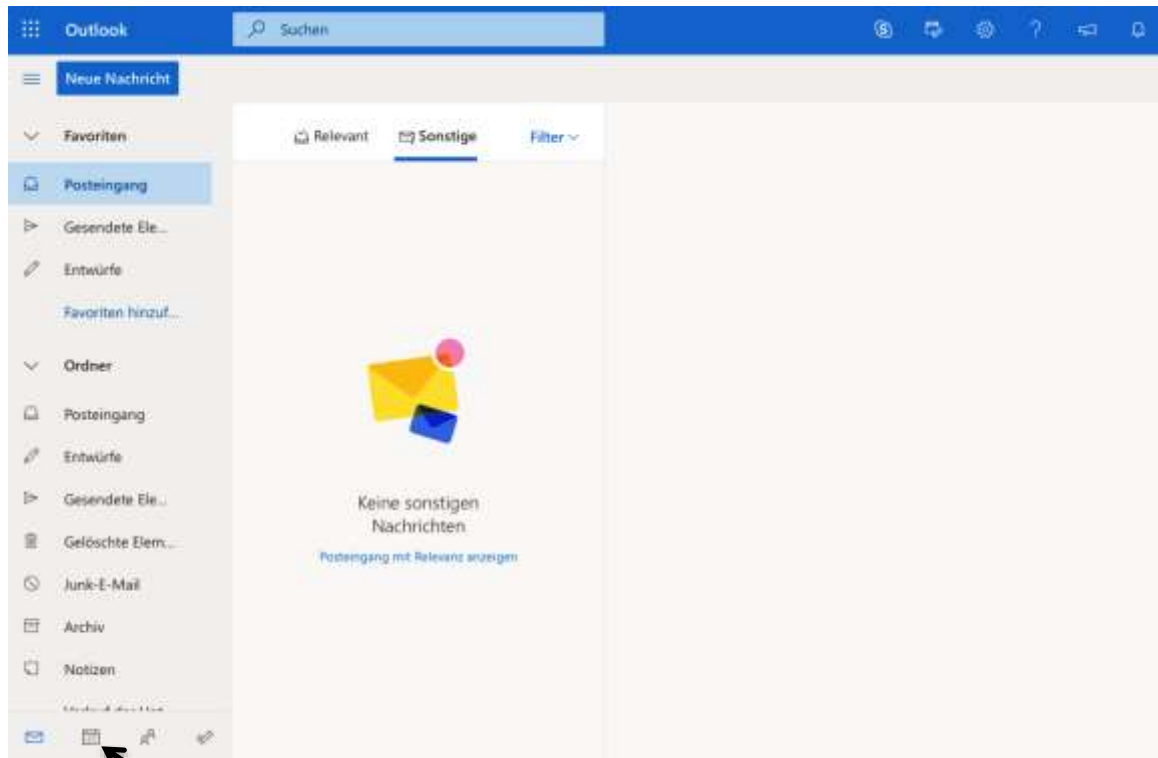 Outlook
Suchen
Neue Nachricht
Favoriten
Relevant
Sonstige
Filter
Posteingang
Gesendete Ele...
Entwürfe
Favoriten hinzuf...
Ordner
Posteingang
Entwürfe
Gesendete Ele...
Keine sonstigen
Nachrichten
Gelöschte Elem...
Posteingang mit Relevanz anzeigen
Junk-E-Mail
Archiv
Notizen